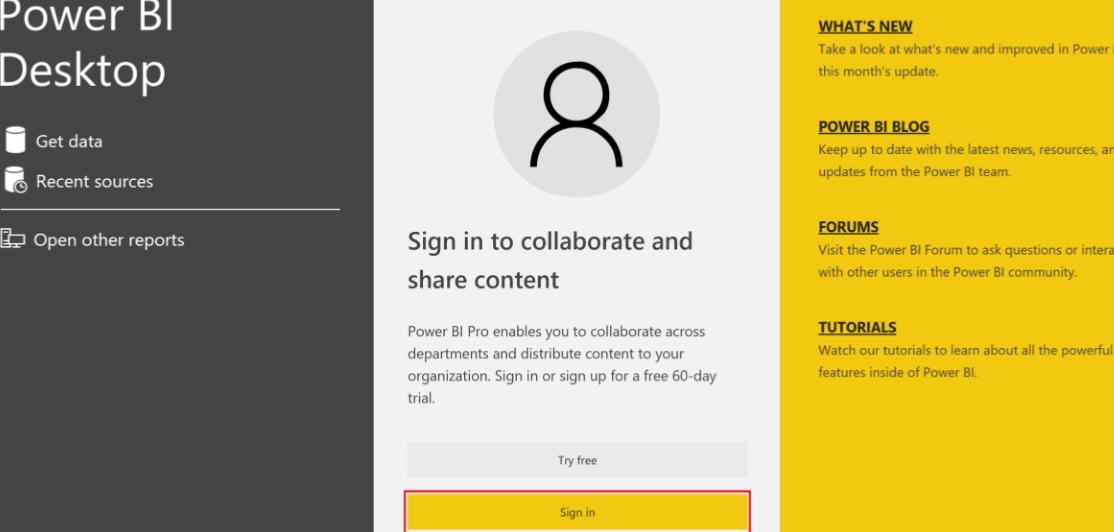 Power BI
Desktop
Get data
Recent sources
Open other reports
Sign in to collaborate and
share content
Power BI Pro enables you to collaborate across
departments and distribute content to your
organization. Sign in or sign up for a free 60-day
trial.
Try free
Sign in
WHAT'S NEW
Take a look at what's new and improved in Power
this month's update.
POWER BI BLOG
Keep up to date with the latest news, resources,
updates from the Power BI team.
FORUMS
Visit the Power BI Forum to ask questions or
with other users in the Power BI community.
TUTORIALS
Watch our tutorials to learn about all the powerful
features inside of Power BI.